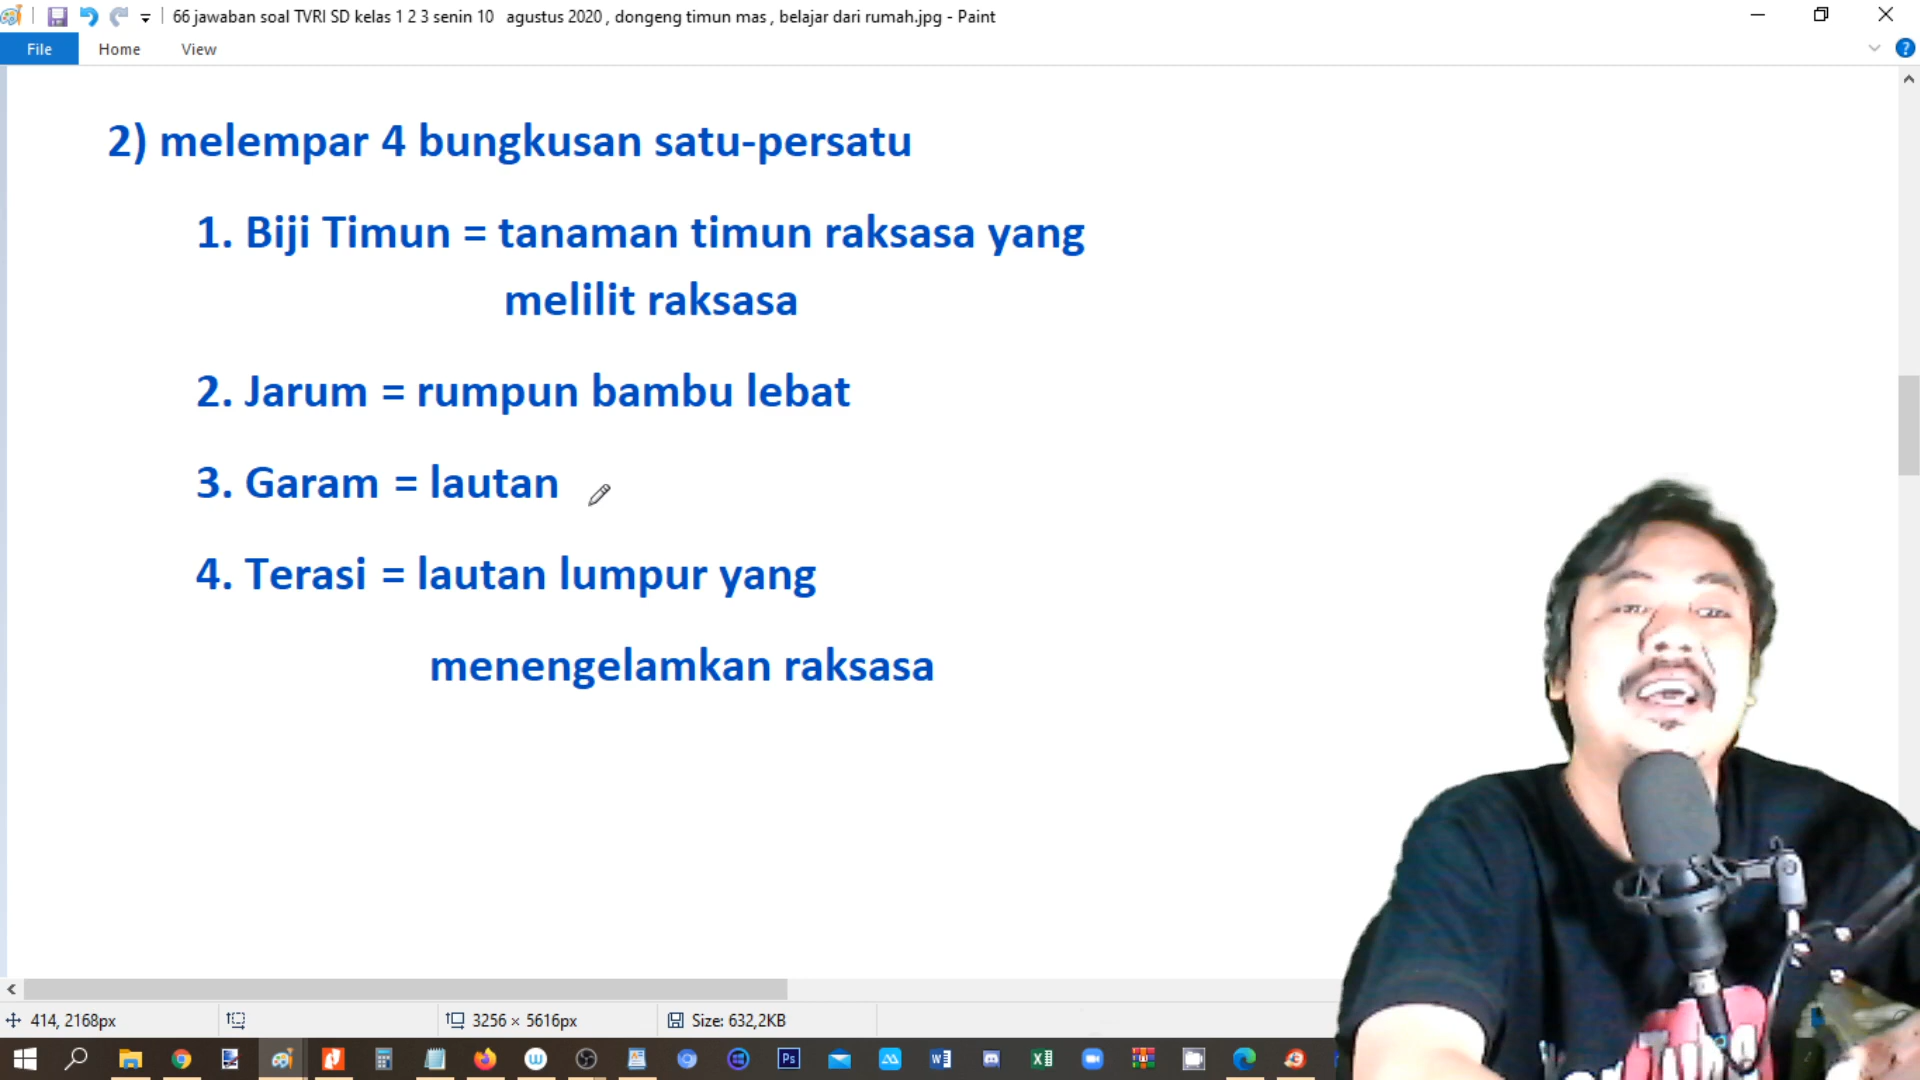 66 jawaban soal TVRI SD kelas 1 2 3 senin 10 agustus 2020 , dongeng timun mas , belajar dari rumah.jpg - Paint
File Home View
2) melempar 4 bungkusan satu-persatu
1. Biji Timun = tanaman timun raksasa yang
melilit raksasa
2. Jarum = rumpun bambu lebat
3. Garam = lautan
4. Terasi = lautan lumpur yang
menengelamkan raksasa
414, 2168px 3256 × 5616px Size: 632,2KB